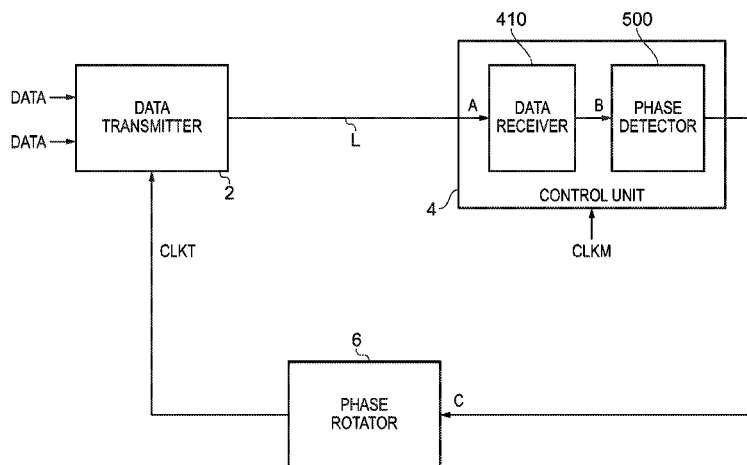 410
500
DATA
DATA
DATA
TRANSMITTER
A
DATA
RECEIVER
B
PHASE
DETECTOR
L
2
4
CONTROL UNIT
CLKT
CLKM
6
PHASE
ROTATOR
C